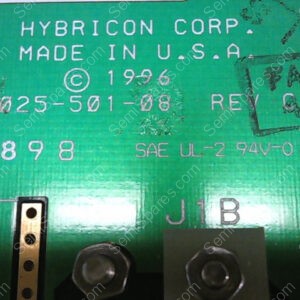 HYBRICON CORP.
MADE IN U.S.A.
© 1996
025-501-08 REV
898 SAE UL-2 94V-0
J1B